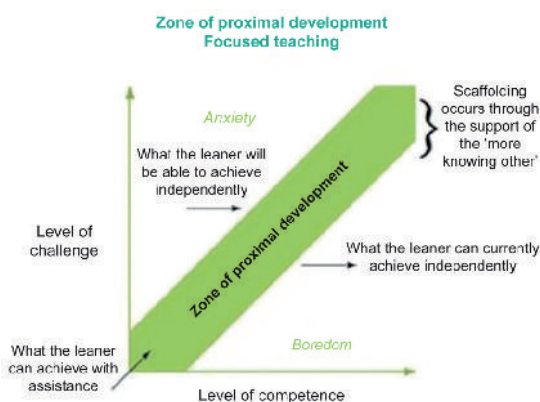 Zone of proximal development
Focused teaching
Anxiety
What the leaner will
be able to achieve
independently
Scaffolcing
occurs through
the support of
the 'more
knowing other'
Zone of proximal development
Level of
challenge
What the leaner can currently
achieve independently
What the leaner
can achieve with
assistance
Boredom
Level of competence